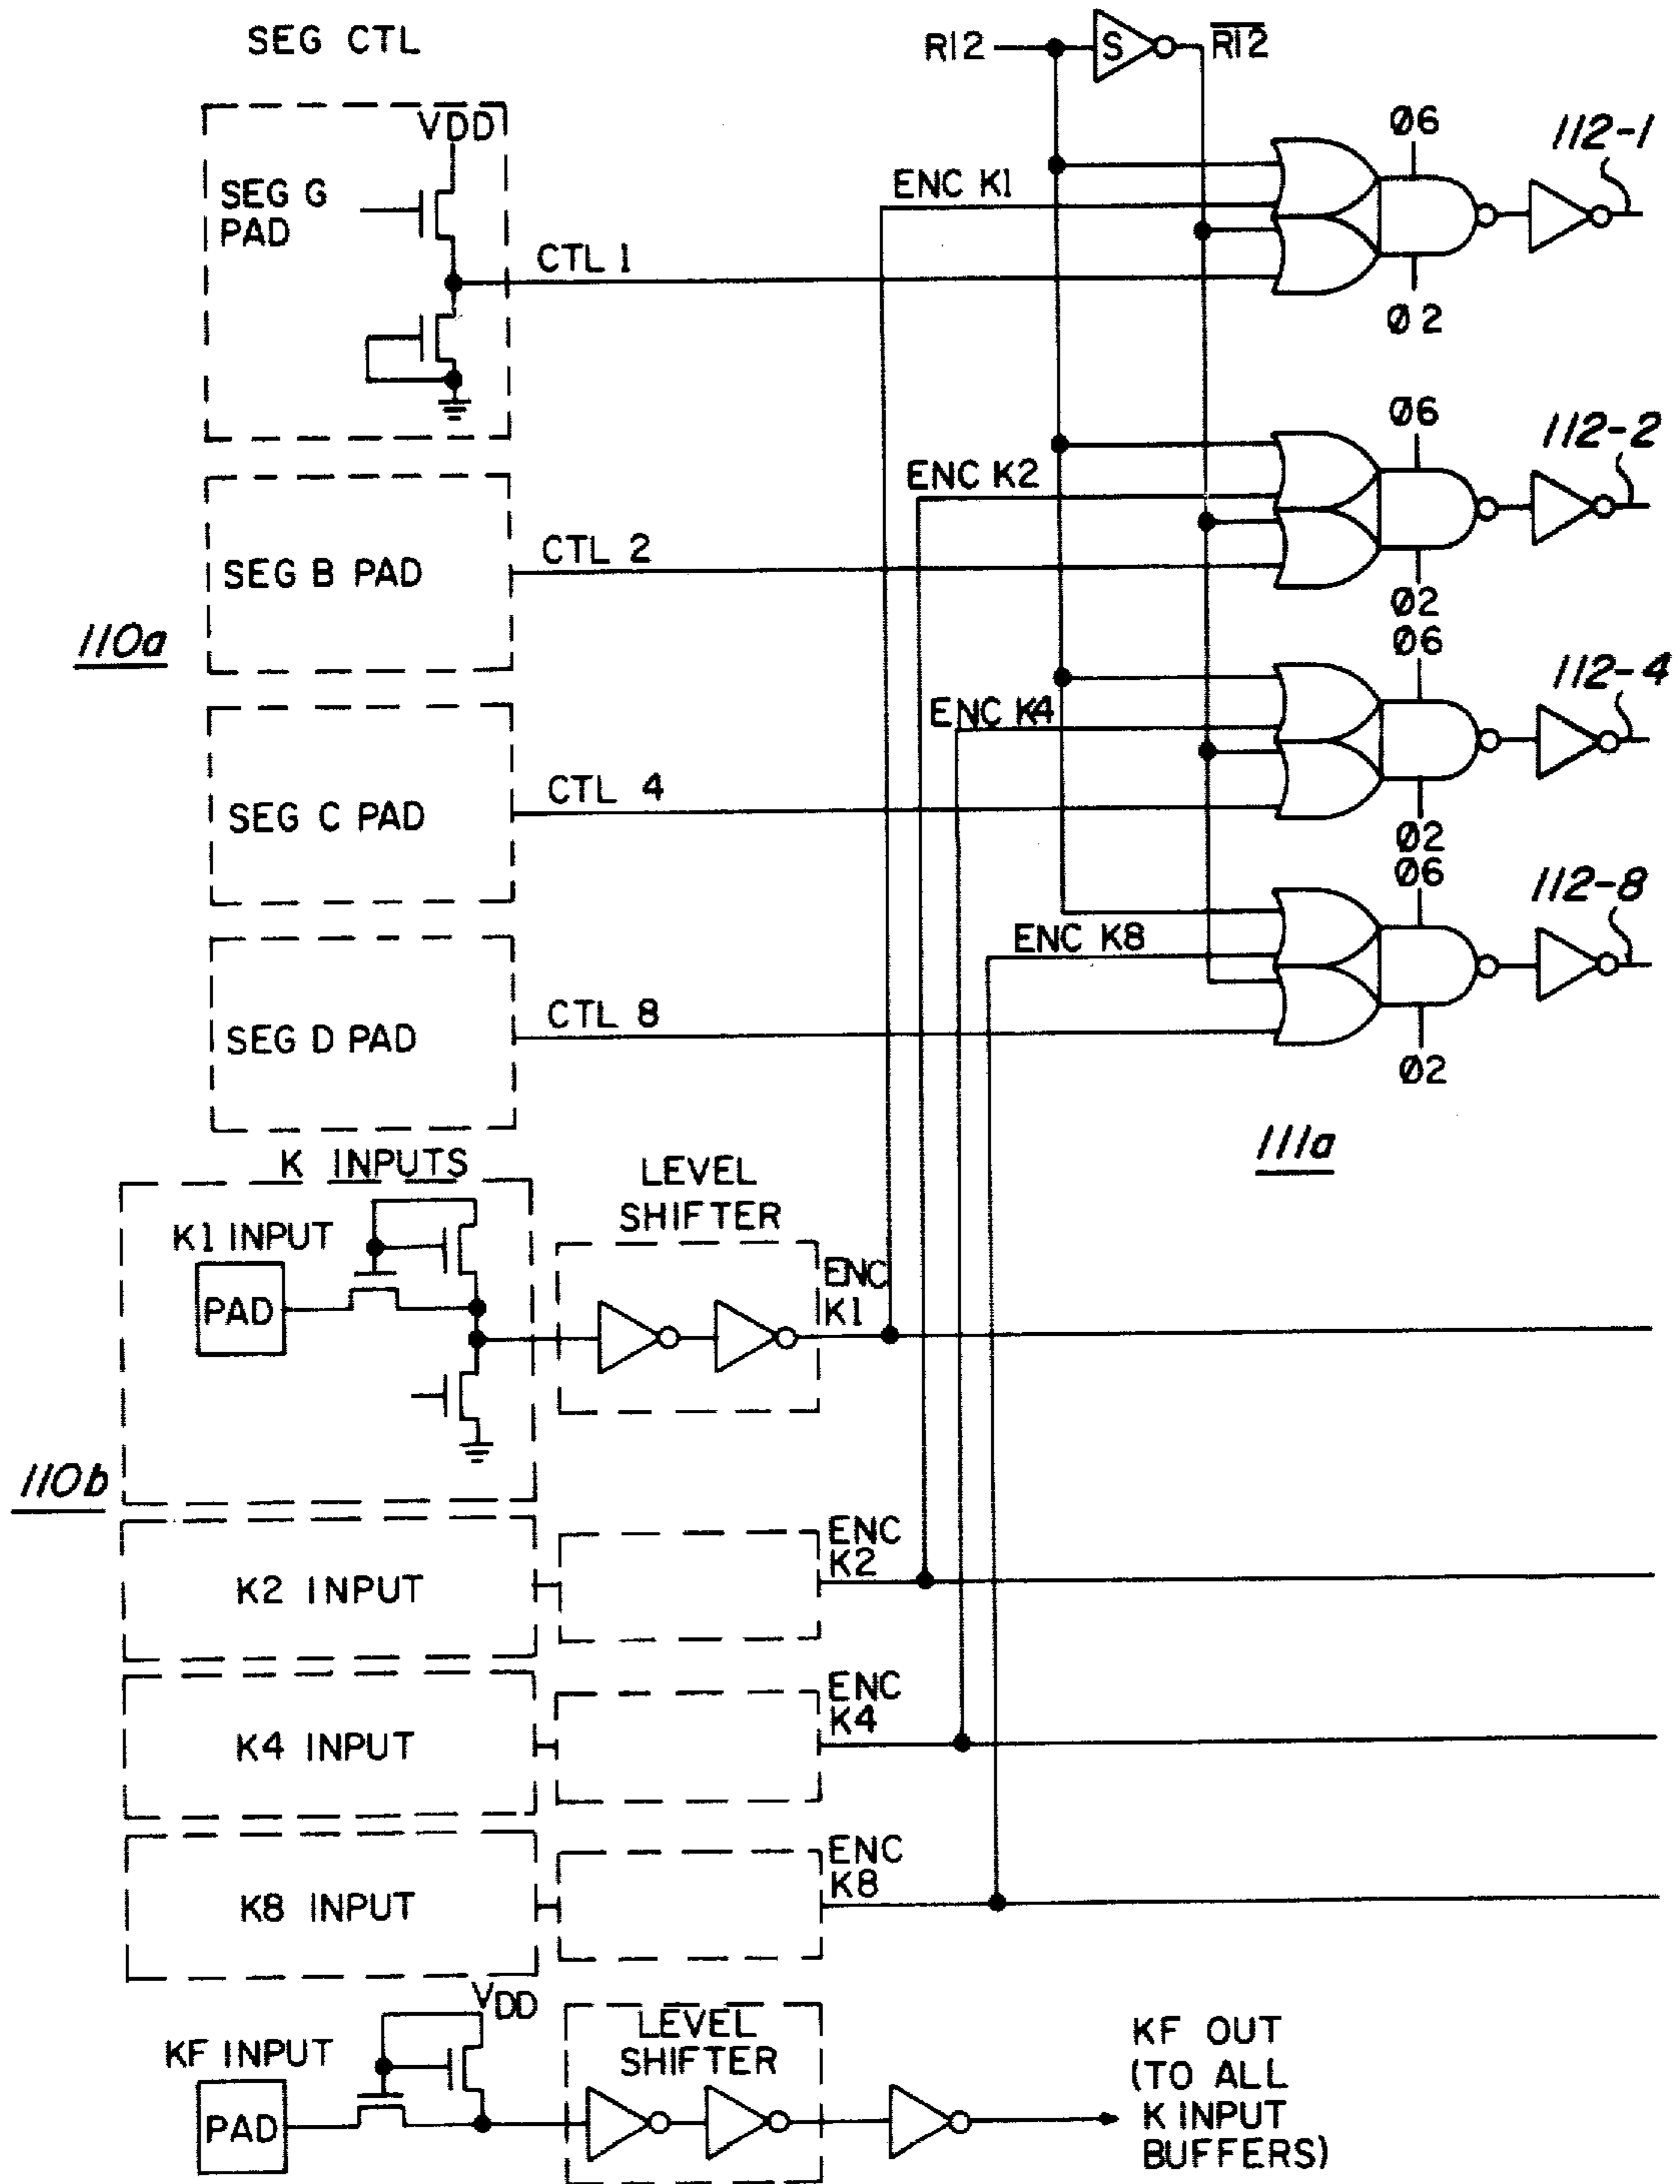 SEG CTL
R12
S
R12
VDD
SEG G
PAD
Ø6
112-1
ENC K1
CTL 1
Ø2
Ø6
112-2
ENC K2
SEG B PAD
CTL 2
Ø2
110a
Ø6
112-4
ENC K4
SEG C PAD
CTL 4
Ø2
Ø6
112-8
ENC K8
SEG D PAD
CTL 8
Ø2
111a
K INPUTS
LEVEL
SHIFTER
K1 INPUT
PAD
ENC
K1
110b
K2 INPUT
ENC
K2
K4 INPUT
ENC
K4
K8 INPUT
ENC
K8
VDD
KF INPUT
PAD
LEVEL
SHIFTER
KF OUT
(TO ALL
K INPUT
BUFFERS)